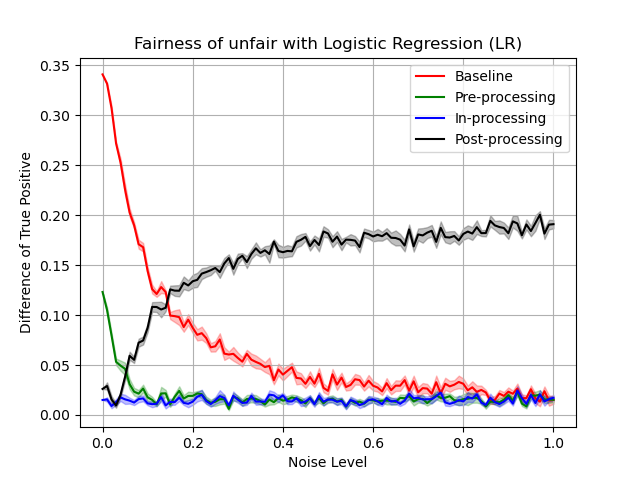 Fairness of unfair with Logistic Regression (LR)
0.35
0.30
0.25
0.20
0.15
0.10
0.05
0.00
Difference of True Positive
Baseline
Pre-processing
In-processing
Post-processing
0.0 0.2 0.4 0.6 0.8 1.0
Noise Level